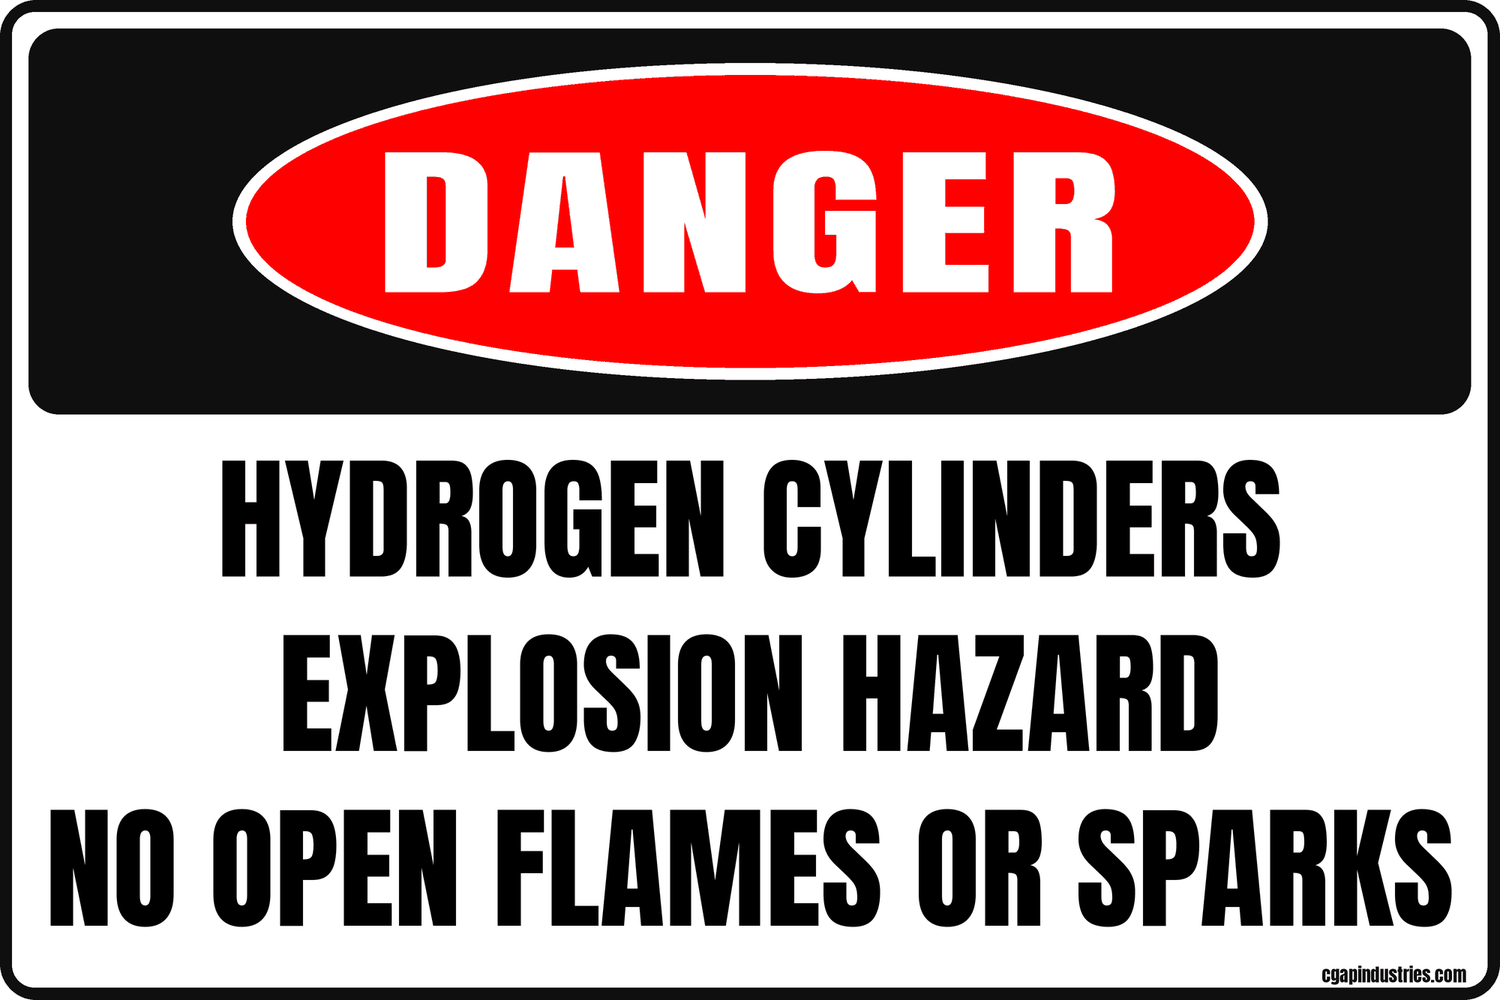 DANGER
HYDROGEN CYLINDERS
EXPLOSION HAZARD
NO OPEN FLAMES OR SPARKS
cgapindustries.com